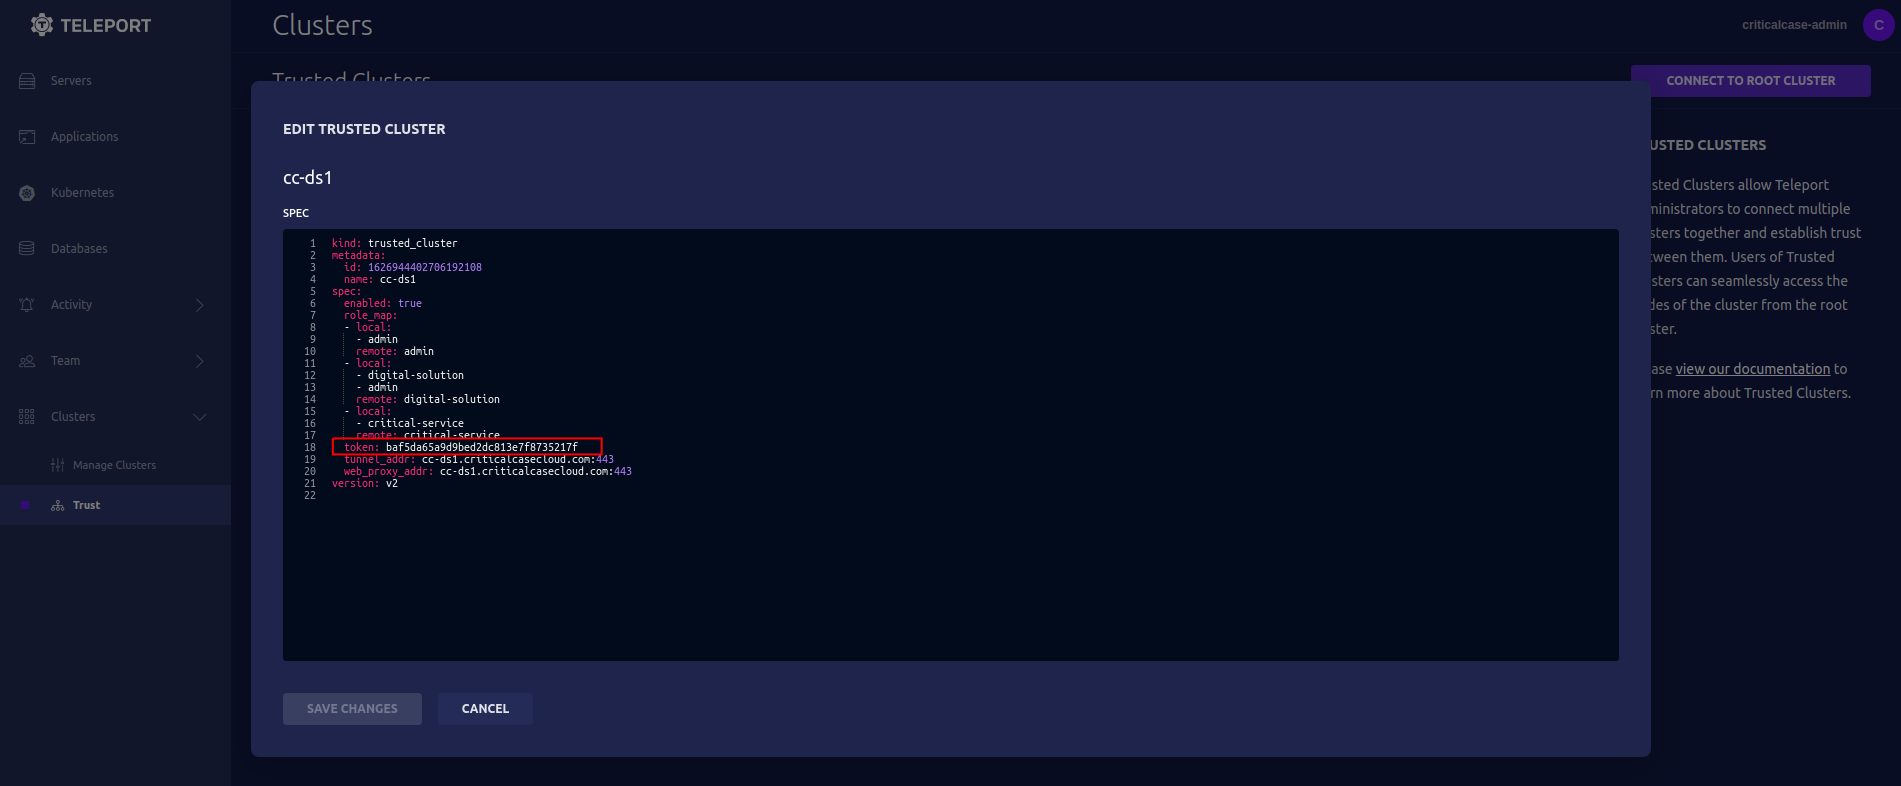 TELEPORT
Clusters
criticalcase-admin
C
Servers
Trusted Clusters
CONNECT TO ROOT CLUSTER
Applications
EDIT TRUSTED CLUSTER
USTED CLUSTERS
cc-ds1
sted Clusters allow Teleport
Kubernetes
ministrators to connect multiple
SPEC
sters together and establish trust
Databases
ween them. Users of Trusted
sters can seamlessly access the
des of the cluster from the root
ster.
ase view our documentation to
rn more about Trusted Clusters.
1 kind: trusted_cluster
2 metadata:
3 id: 1626944402706192108
4 name: cc-ds1
5 spec:
6 enabled: true
7 role_map:
8 - local:
9 - admin
10 remote: admin
11 - local:
12 - digital-solution
13 - admin
14 remote: digital-solution
15 - local:
16 - critical-service
17 remote: critical-service
18 token: baf5da65a9d9bed2dc813e7f8735217f
19 tunnel_addr: cc-ds1.criticalcasecloud.com:443
20 web_proxy_addr: cc-ds1.criticalcasecloud.com:443
21 version: v2
22
Activity
Team
Clusters
Manage Clusters
Trust
SAVE CHANGES
CANCEL